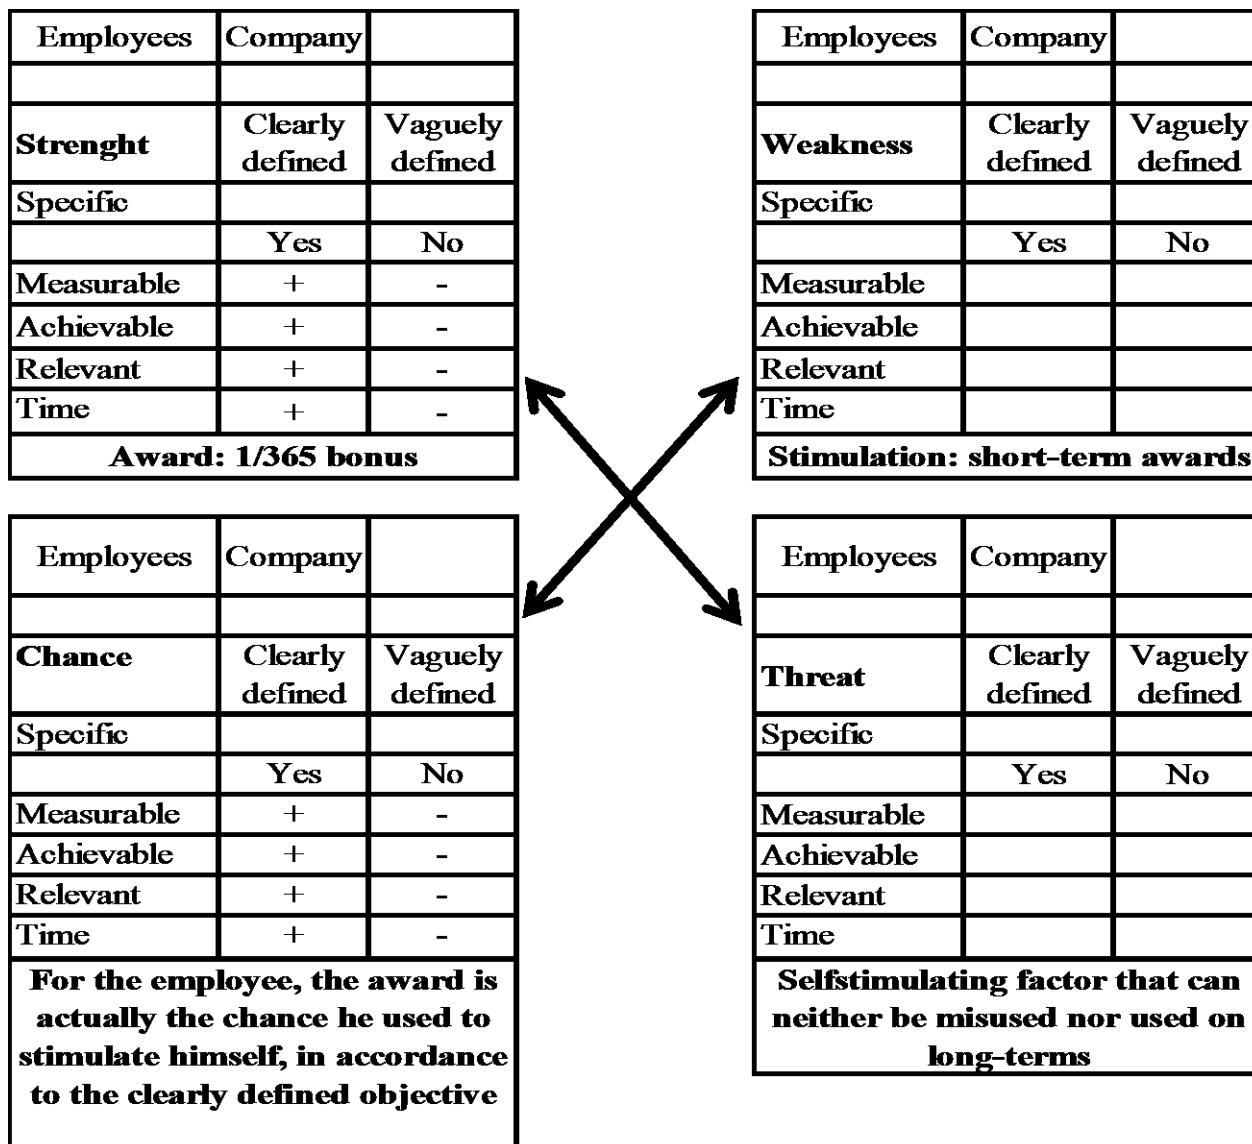 Employees Company
Strenght Clearly defined Vaguely defined
Specific
Yes No
Measurable + -
Achievable + -
Relevant + -
Time + -
Award: 1/365 bonus
Employees Company
Weakness Clearly defined Vaguely defined
Specific
Yes No
Measurable
Achievable
Relevant
Time
Stimulation: short-term awards
Employees Company
Chance Clearly defined Vaguely defined
Specific
Yes No
Measurable + -
Achievable + -
Relevant + -
Time + -
For the employee, the award is
actually the chance he used to
stimulate himself, in accordance
to the clearly defined objective
Employees Company
Threat Clearly defined Vaguely defined
Specific
Yes No
Measurable
Achievable
Relevant
Time
Selfstimulating factor that can
neither be misused nor used on
long-terms